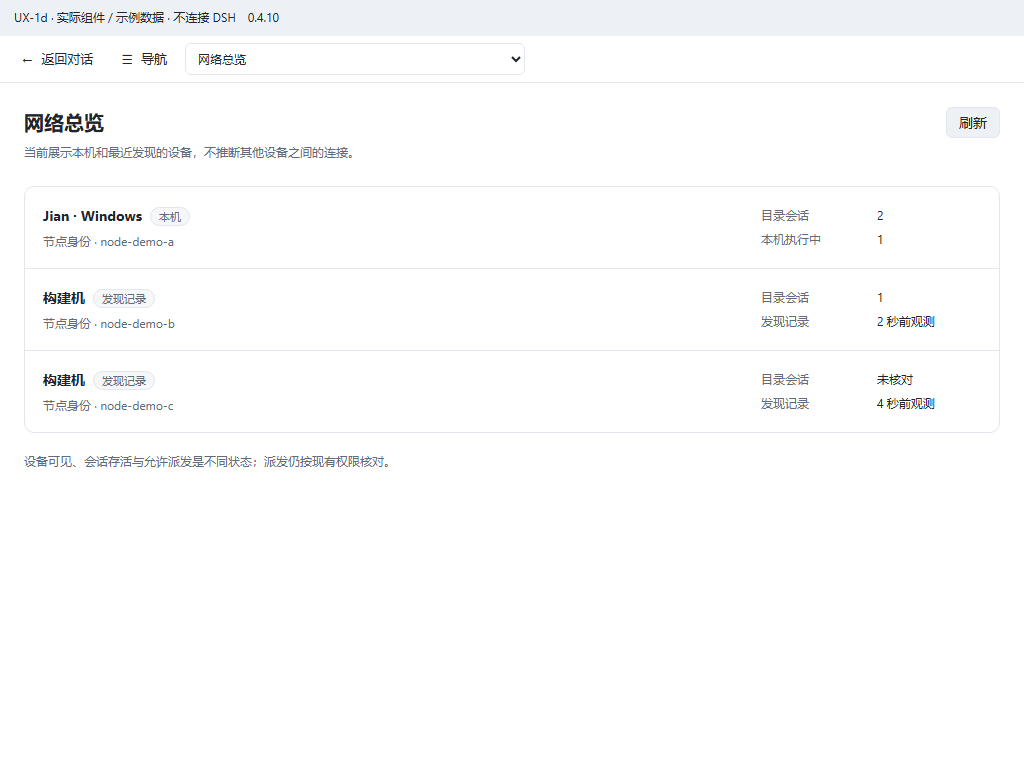 UX-1d · 实际组件 / 示例数据 · 不连接 DSH 0.4.10
← 返回对话 ☰ 导航 网络总览
网络总览 刷新
当前展示本机和最近发现的设备，不推断其他设备之间的连接。
Jian · Windows 本机 目录会话 2
节点身份 · node-demo-a 本机执行中 1
构建机 发现记录 目录会话 1
节点身份 · node-demo-b 发现记录 2 秒前观测
构建机 发现记录 目录会话 未核对
节点身份 · node-demo-c 发现记录 4 秒前观测
设备可见、会话存活与允许派发是不同状态；派发仍按现有权限核对。